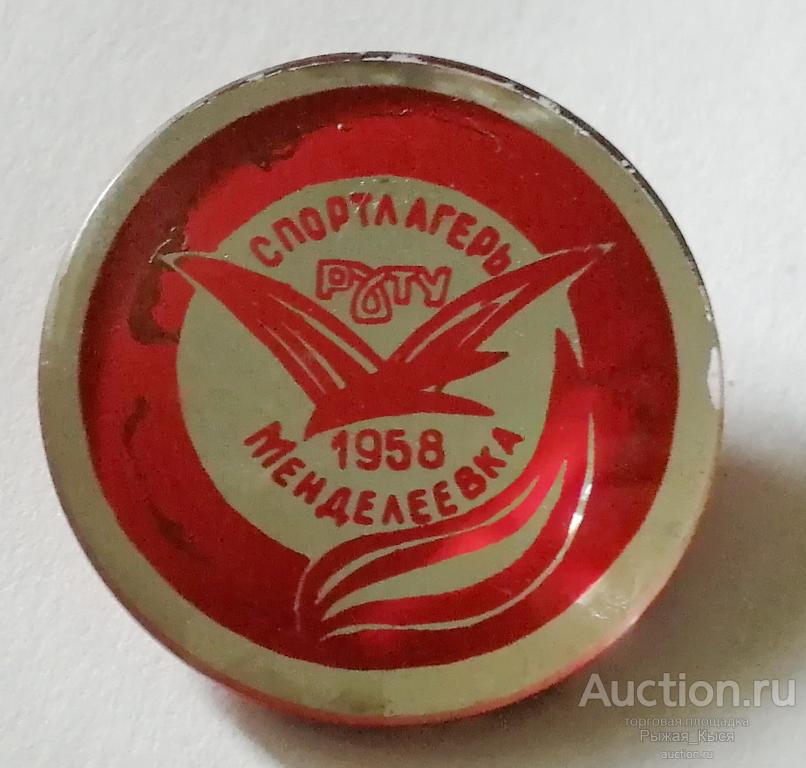 СПОРТЛАГЕРЬ
РХТУ
1958
МЕНДЕЛЕЕВКА
Auction.ru
торговая площадка
Рыжая_Кыся
auction.ru